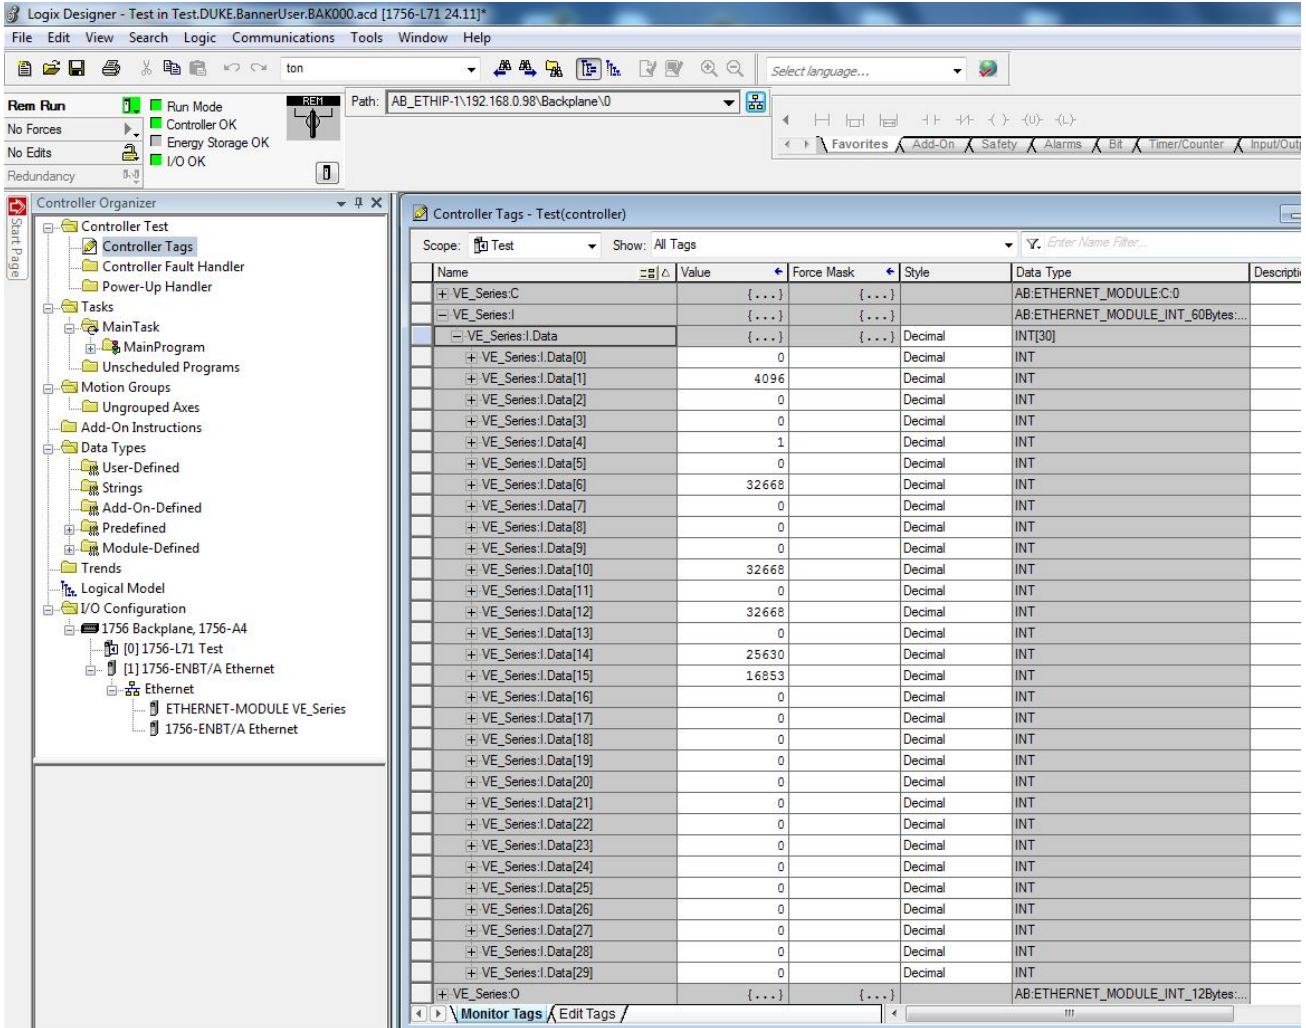 Logix Designer - Test in Test.DUKE.BannerUser.BAK000.acd [1756-L71 24.11]*
File Edit View Search Logic Communications Tools Window Help
ton
Select language...
Rem Run
No Forces
No Edits
Redundancy
Run Mode
Controller OK
Energy Storage OK
I/O OK
REM
Path: AB_ETHIP-1\192.168.0.98\Backplane\0
Favorites Add-On Safety Alarms Bit Timer/Counter Input/Outp
Start Page
Controller Organizer
Controller Test
Controller Tags
Controller Fault Handler
Power-Up Handler
Tasks
MainTask
MainProgram
Unscheduled Programs
Motion Groups
Ungrouped Axes
Add-On Instructions
Data Types
User-Defined
Strings
Add-On-Defined
Predefined
Module-Defined
Trends
Logical Model
I/O Configuration
1756 Backplane, 1756-A4
[0] 1756-L71 Test
[1] 1756-ENBT/A Ethernet
Ethernet
ETHERNET-MODULE VE_Series
1756-ENBT/A Ethernet
Controller Tags - Test(controller)
Scope: Test Show: All Tags Enter Name Filter...
Name Value Force Mask Style Data Type Descriptio
VE_Series:C {...} {...} AB:ETHERNET_MODULE:C:0
VE_Series:I {...} {...} AB:ETHERNET_MODULE_INT_60Bytes:...
VE_Series:I.Data {...} {...} Decimal INT[30]
VE_Series:I.Data[0] 0 Decimal INT
VE_Series:I.Data[1] 4096 Decimal INT
VE_Series:I.Data[2] 0 Decimal INT
VE_Series:I.Data[3] 0 Decimal INT
VE_Series:I.Data[4] 1 Decimal INT
VE_Series:I.Data[5] 0 Decimal INT
VE_Series:I.Data[6] 32668 Decimal INT
VE_Series:I.Data[7] 0 Decimal INT
VE_Series:I.Data[8] 0 Decimal INT
VE_Series:I.Data[9] 0 Decimal INT
VE_Series:I.Data[10] 32668 Decimal INT
VE_Series:I.Data[11] 0 Decimal INT
VE_Series:I.Data[12] 32668 Decimal INT
VE_Series:I.Data[13] 0 Decimal INT
VE_Series:I.Data[14] 25630 Decimal INT
VE_Series:I.Data[15] 16853 Decimal INT
VE_Series:I.Data[16] 0 Decimal INT
VE_Series:I.Data[17] 0 Decimal INT
VE_Series:I.Data[18] 0 Decimal INT
VE_Series:I.Data[19] 0 Decimal INT
VE_Series:I.Data[20] 0 Decimal INT
VE_Series:I.Data[21] 0 Decimal INT
VE_Series:I.Data[22] 0 Decimal INT
VE_Series:I.Data[23] 0 Decimal INT
VE_Series:I.Data[24] 0 Decimal INT
VE_Series:I.Data[25] 0 Decimal INT
VE_Series:I.Data[26] 0 Decimal INT
VE_Series:I.Data[27] 0 Decimal INT
VE_Series:I.Data[28] 0 Decimal INT
VE_Series:I.Data[29] 0 Decimal INT
VE_Series:O {...} {...} AB:ETHERNET_MODULE_INT_12Bytes:...
Monitor Tags Edit Tags